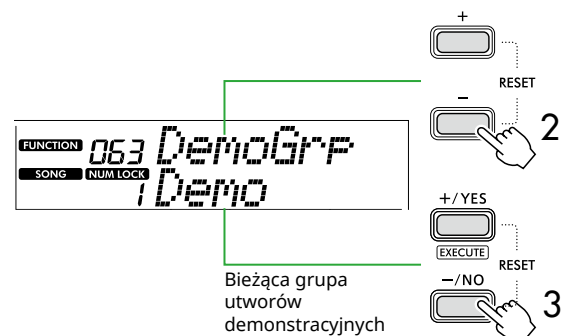 +
RESET
−
2
FUNCTION 063 DemoGrp
SONG NUM LOCK
1 Demo
+/YES
EXECUTE
RESET
−/NO
3
Bieżąca grupa
utworów
demonstracyjnych